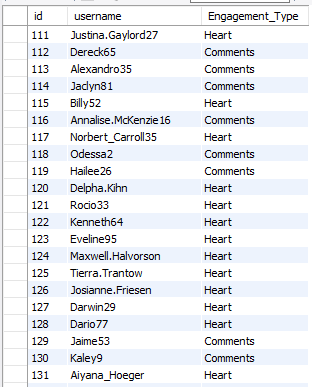 id username Engagement_Type
111 Justina.Gaylord27 Heart
112 Dereck65 Comments
113 Alexandro35 Comments
114 Jaclyn81 Comments
115 Billy52 Heart
116 Annalise.McKenzie16 Comments
117 Norbert_Carroll35 Heart
118 Odessa2 Comments
119 Hailee26 Comments
120 Delpha.Kihn Heart
121 Rocio33 Heart
122 Kenneth64 Heart
123 Eveline95 Heart
124 Maxwell.Halvorson Heart
125 Tierra.Trantow Heart
126 Josianne.Friesen Heart
127 Darwin29 Heart
128 Dario77 Heart
129 Jaime53 Comments
130 Kaley9 Comments
131 Aiyana_Hoeger Heart